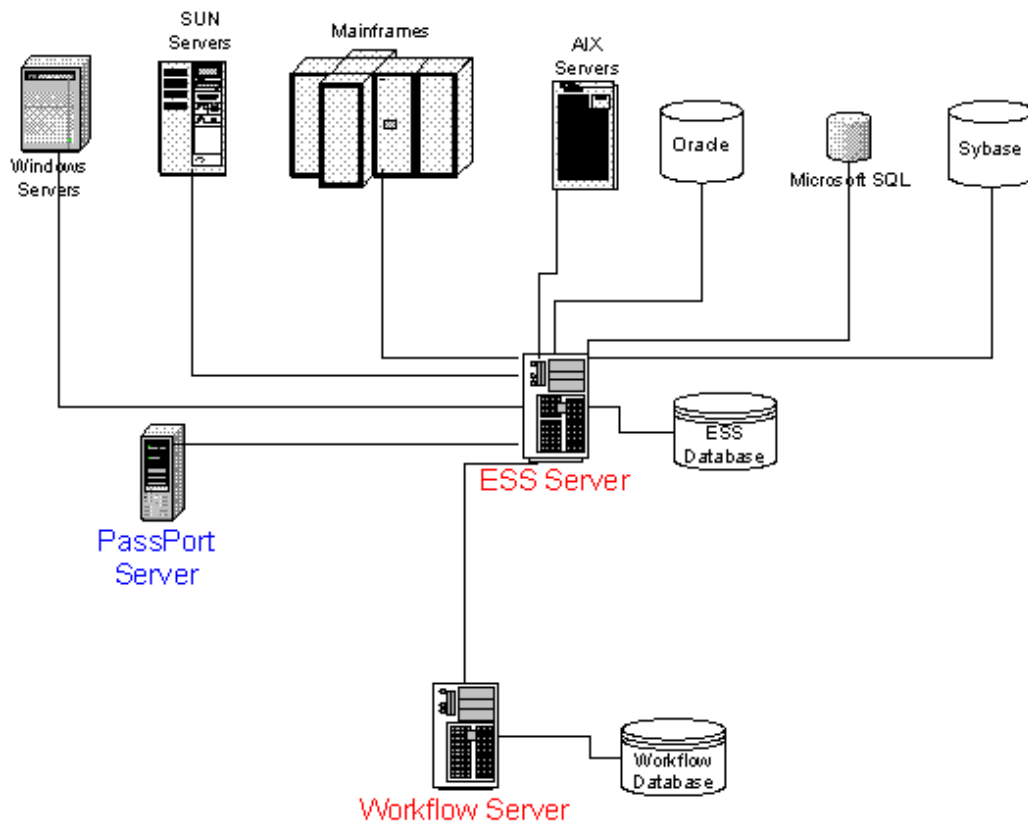 SUN
Servers
Mainframes
AIX
Servers
Windows
Servers
Oracle
Microsoft SQL
Sybase
ESS
Database
ESS Server
PassPort
Server
Workflow
Database
Workflow Server